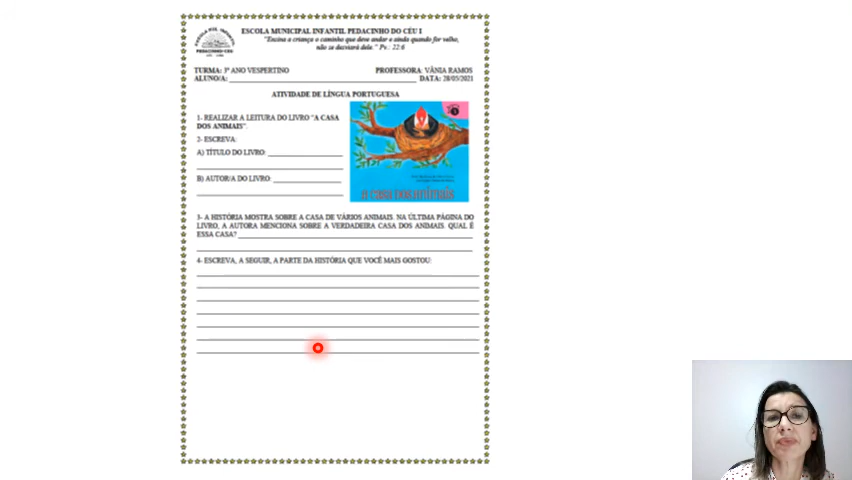 ESCOLA MUNICIPAL INFANTIL PEDACINHO DO CÉU I
"Ensina a criança o caminho que deve andar e ainda quando for velho,
não se desviará dele." Pv.: 22:6
PEDACINHO-CÉU
TURMA: 3º ANO VESPERTINO PROFESSORA: VÂNIA RAMOS
ALUNO/A: DATA: 28/05/2021
ATIVIDADE DE LÍNGUA PORTUGUESA
1- REALIZAR A LEITURA DO LIVRO "A CASA
DOS ANIMAIS".
2- ESCREVA:
A) TÍTULO DO LIVRO:
B) AUTOR/A DO LIVRO:
a casa dos animais
3- A HISTÓRIA MOSTRA SOBRE A CASA DE VÁRIOS ANIMAIS. NA ÚLTIMA PÁGINA DO
LIVRO, A AUTORA MENCIONA SOBRE A VERDADEIRA CASA DOS ANIMAIS. QUAL É
ESSA CASA?
4- ESCREVA, A SEGUIR, A PARTE DA HISTÓRIA QUE VOCÊ MAIS GOSTOU: